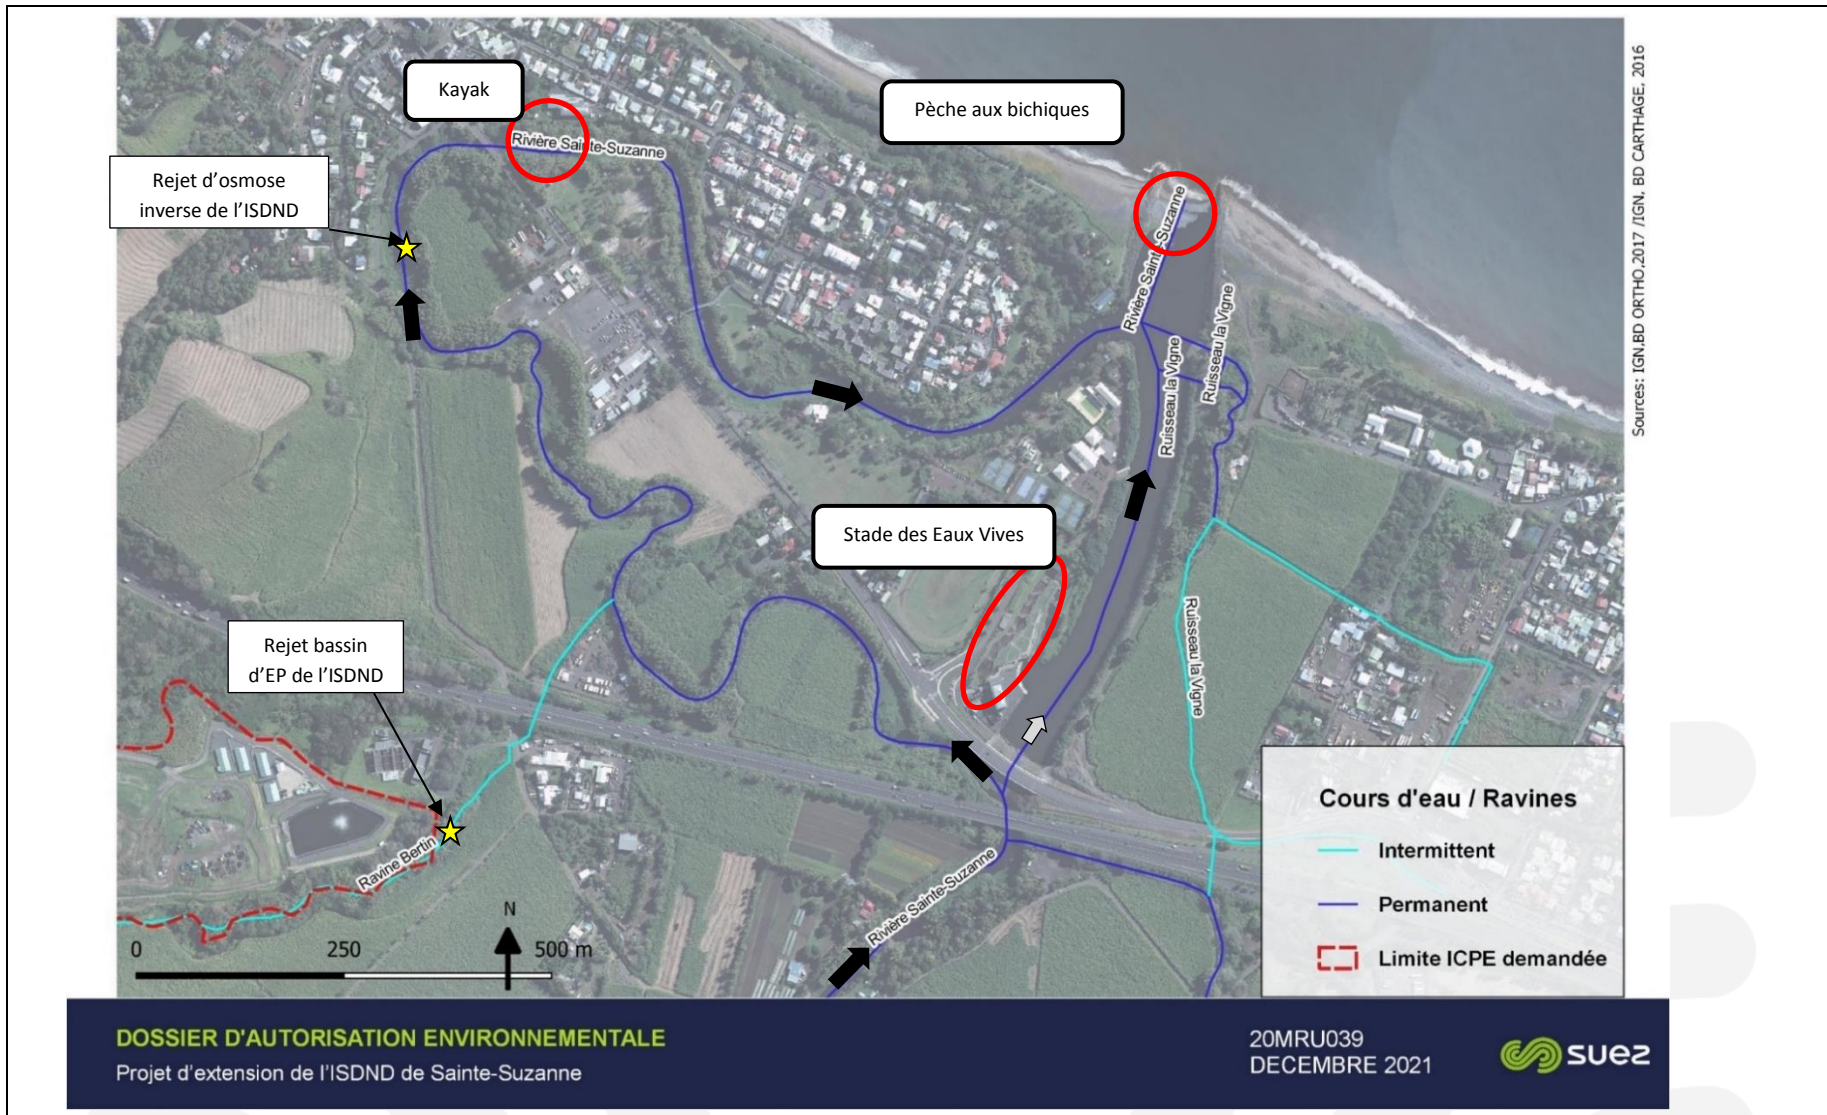 Kayak
Pèche aux bichiques
Rivière Sainte-Suzanne
Rejet d'osmose
inverse de l'ISDND
Rivière Sainte-Suzanne
Ruisseau la Vigne
Ruisseau la Vigne
Sources: IGN,BD ORTHO,2017 /IGN, BD CARTHAGE, 2016
Stade des Eaux Vives
Ruisseau la Vigne
Rejet bassin
d'EP de l'ISDND
Ravine Bertin
Rivière Sainte-Suzanne
N
0 250 500 m
Cours d'eau / Ravines
Intermittent
Permanent
Limite ICPE demandée
DOSSIER D'AUTORISATION ENVIRONNEMENTALE
Projet d'extension de l'ISDND de Sainte-Suzanne
20MRU039
DECEMBRE 2021
suez